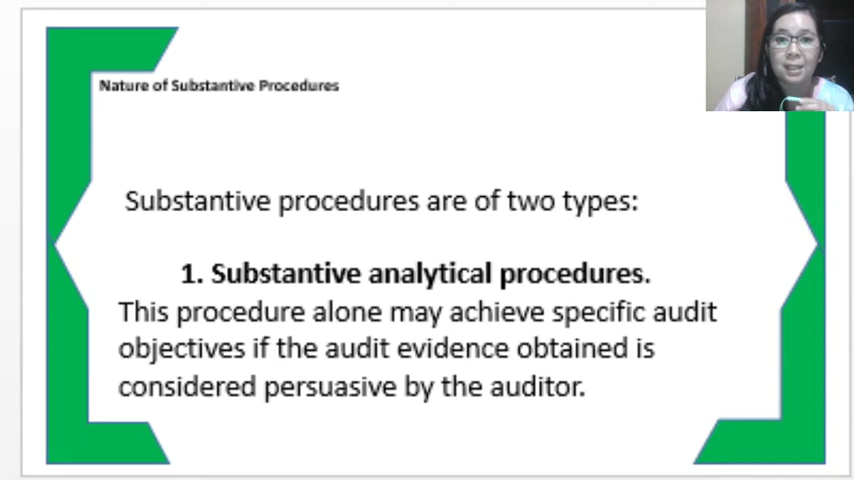 Nature of Substantive Procedures
Substantive procedures are of two types:
1. Substantive analytical procedures.
This procedure alone may achieve specific audit
objectives if the audit evidence obtained is
considered persuasive by the auditor.